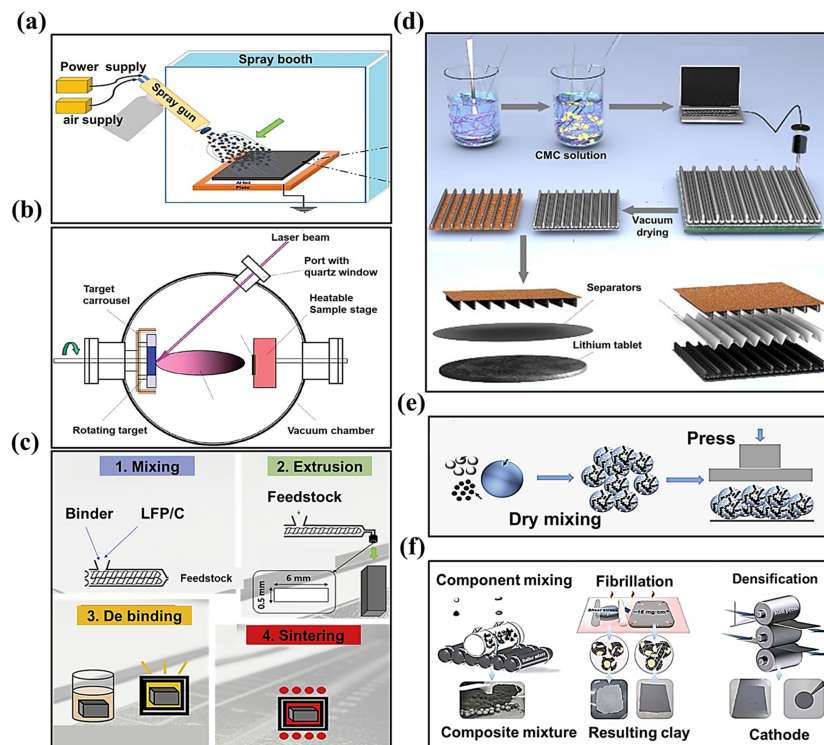 (a)
Power supply
air supply
Spray gun
Spray booth
Plate
(b)
Laser beam
Port with
quartz window
Target
carrousel
Heatable
Sample stage
Rotating target
Vacuum chamber
(c)
1. Mixing
Binder
LFP/C
Feedstock
2. Extrusion
Feedstock
6 mm
0.5 mm
3. De binding
4. Sintering
(d)
CMC solution
Vacuum
drying
Separators
Lithium tablet
(e)
Dry mixing
Press
(f)
Component mixing
Composite mixture
Fibrillation
~15 mg·cm
Resulting clay
Densification
Cathode